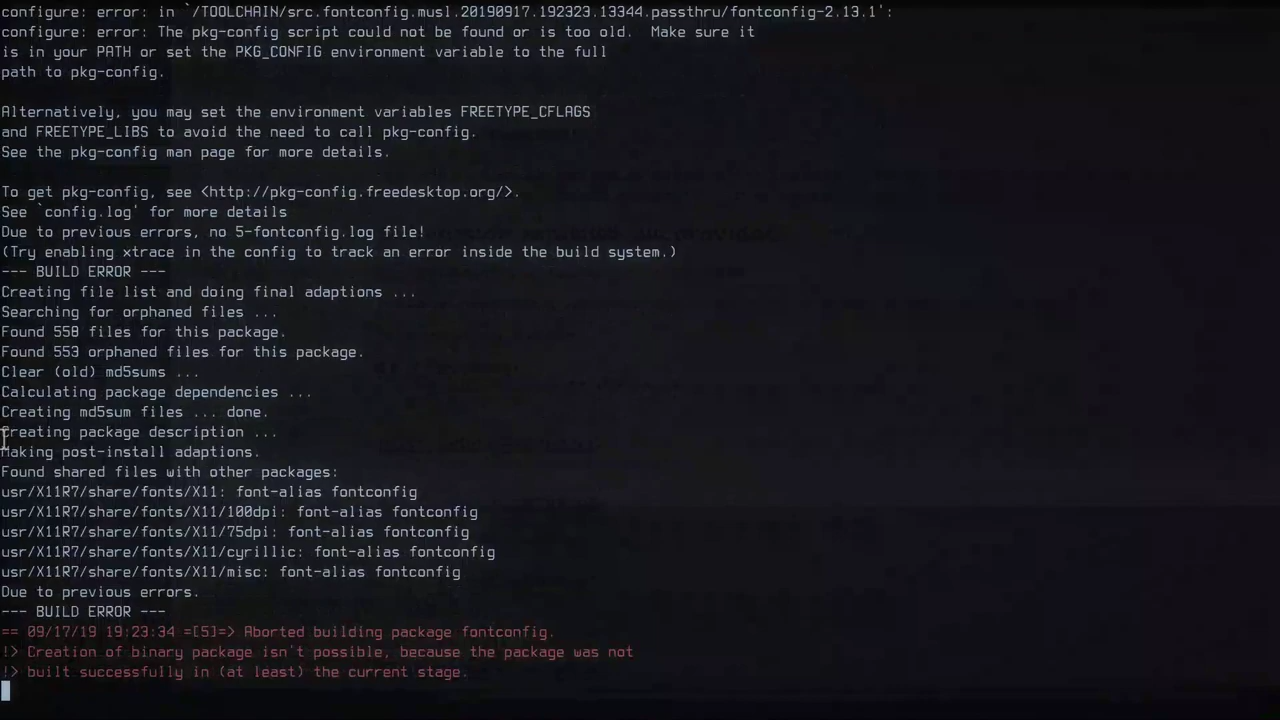 configure: error: in `/TOOLCHAIN/src.fontconfig.musl.20190917.192323.13344.passthru/fontconfig-2.13.1':
configure: error: The pkg-config script could not be found or is too old.  Make sure it
is in your PATH or set the PKG_CONFIG environment variable to the full
path to pkg-config.

Alternatively, you may set the environment variables FREETYPE_CFLAGS
and FREETYPE_LIBS to avoid the need to call pkg-config.
See the pkg-config man page for more details.

To get pkg-config, see <http://pkg-config.freedesktop.org/>.
See `config.log' for more details
Due to previous errors, no 5-fontconfig.log file!
(Try enabling xtrace in the config to track an error inside the build system.)
--- BUILD ERROR ---
Creating file list and doing final adaptions ...
Searching for orphaned files ...
Found 558 files for this package.
Found 553 orphaned files for this package.
Clear (old) md5sums ...
Calculating package dependencies ...
Creating md5sum files ... done.
Creating package description ...
Making post-install adaptions.
Found shared files with other packages:
usr/X11R7/share/fonts/X11: font-alias fontconfig
usr/X11R7/share/fonts/X11/100dpi: font-alias fontconfig
usr/X11R7/share/fonts/X11/75dpi: font-alias fontconfig
usr/X11R7/share/fonts/X11/cyrillic: font-alias fontconfig
usr/X11R7/share/fonts/X11/misc: font-alias fontconfig
Due to previous errors.
--- BUILD ERROR ---
== 09/17/19 19:23:34 =[5]=> Aborted building package fontconfig.
!> Creation of binary package isn't possible, because the package was not
!> built successfully in (at least) the current stage.